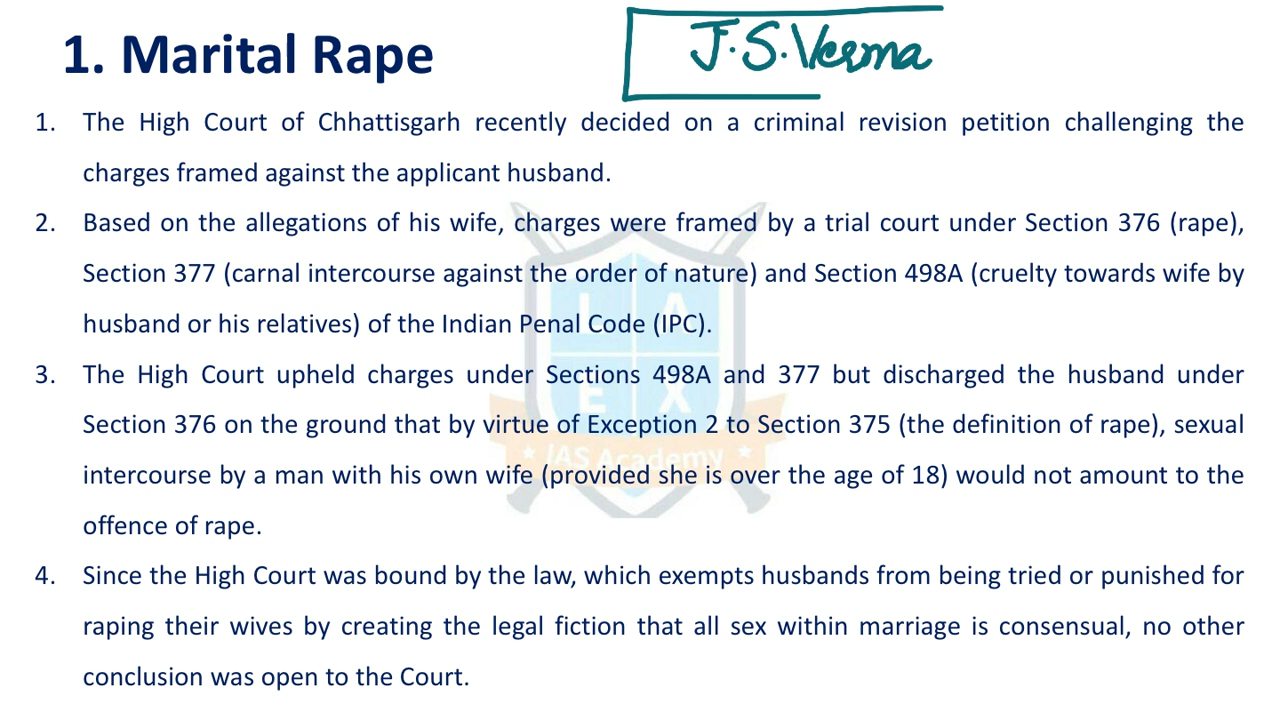 1. Marital Rape
J.S.Verma
1. The High Court of Chhattisgarh recently decided on a criminal revision petition challenging the
charges framed against the applicant husband.
2. Based on the allegations of his wife, charges were framed by a trial court under Section 376 (rape),
Section 377 (carnal intercourse against the order of nature) and Section 498A (cruelty towards wife by
husband or his relatives) of the Indian Penal Code (IPC).
3. The High Court upheld charges under Sections 498A and 377 but discharged the husband under
Section 376 on the ground that by virtue of Exception 2 to Section 375 (the definition of rape), sexual
intercourse by a man with his own wife (provided she is over the age of 18) would not amount to the
offence of rape.
4. Since the High Court was bound by the law, which exempts husbands from being tried or punished for
raping their wives by creating the legal fiction that all sex within marriage is consensual, no other
conclusion was open to the Court.
L A
E X
IAS Academy